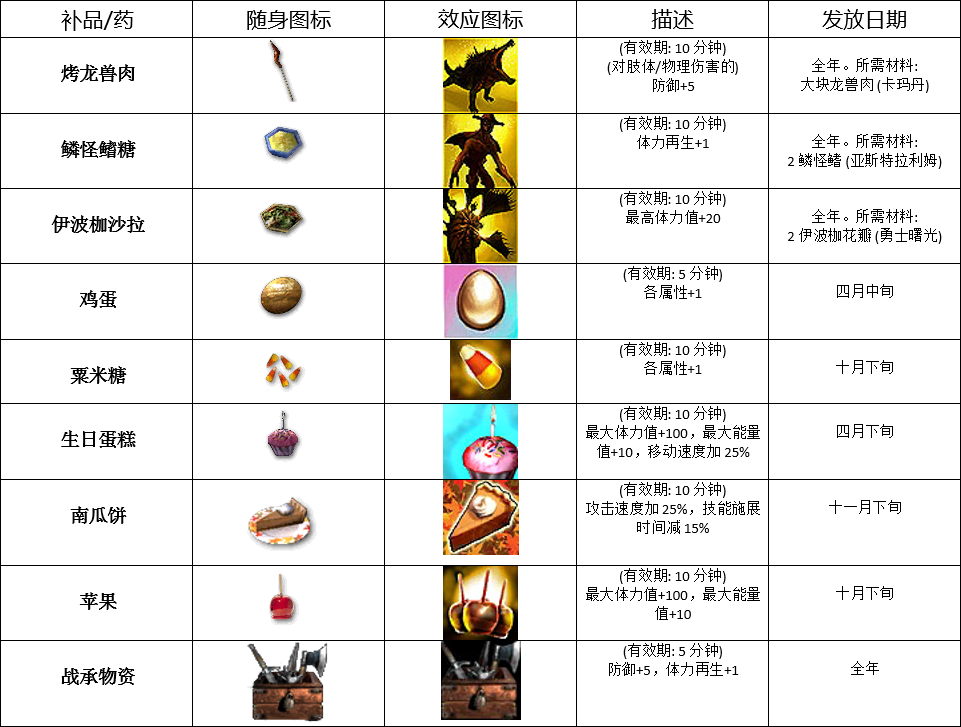 补品/药 随身图标 效应图标 描述 发放日期
烤龙兽肉
(有效期: 10 分钟)
(对肢体/物理伤害的)
防御+5
全年。所需材料:
大块龙兽肉 (卡玛丹)
鳞怪鳍糖
(有效期: 10 分钟)
体力再生+1
全年。所需材料:
2 鳞怪鳍 (亚斯特拉利姆)
伊波枷沙拉
(有效期: 10 分钟)
最高体力值+20
全年。所需材料:
2 伊波枷花瓣 (勇士曙光)
鸡蛋
(有效期: 5 分钟)
各属性+1
四月中旬
粟米糖
(有效期: 10 分钟)
各属性+1
十月下旬
生日蛋糕
(有效期: 10 分钟)
最大体力值+100，最大能量
值+10，移动速度加 25%
四月下旬
南瓜饼
(有效期: 10 分钟)
攻击速度加 25%，技能施展
时间减 15%
十一月下旬
苹果
(有效期: 10 分钟)
最大体力值+100，最大能量
值+10
十月下旬
战承物资
(有效期: 5 分钟)
防御+5，体力再生+1
全年